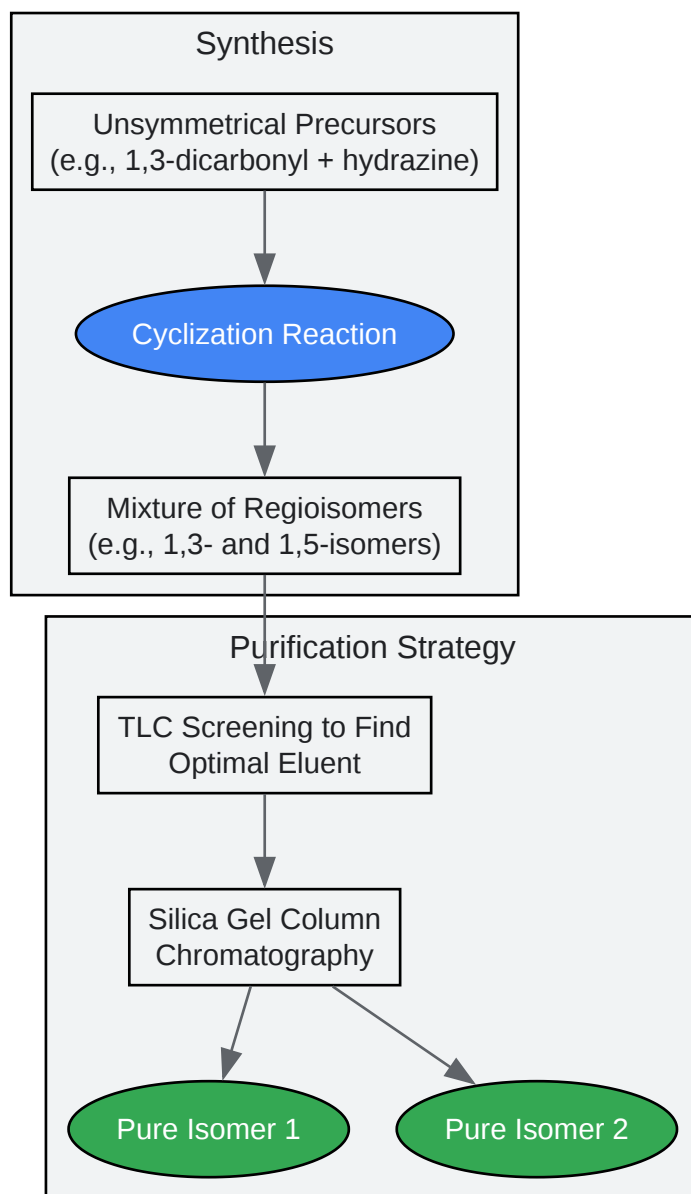 Synthesis
Unsymmetrical Precursors
(e.g., 1,3-dicarbonyl + hydrazine)
Cyclization Reaction
Mixture of Regioisomers
(e.g., 1,3- and 1,5-isomers)
Purification Strategy
TLC Screening to Find
Optimal Eluent
Silica Gel Column
Chromatography
Pure Isomer 1
Pure Isomer 2